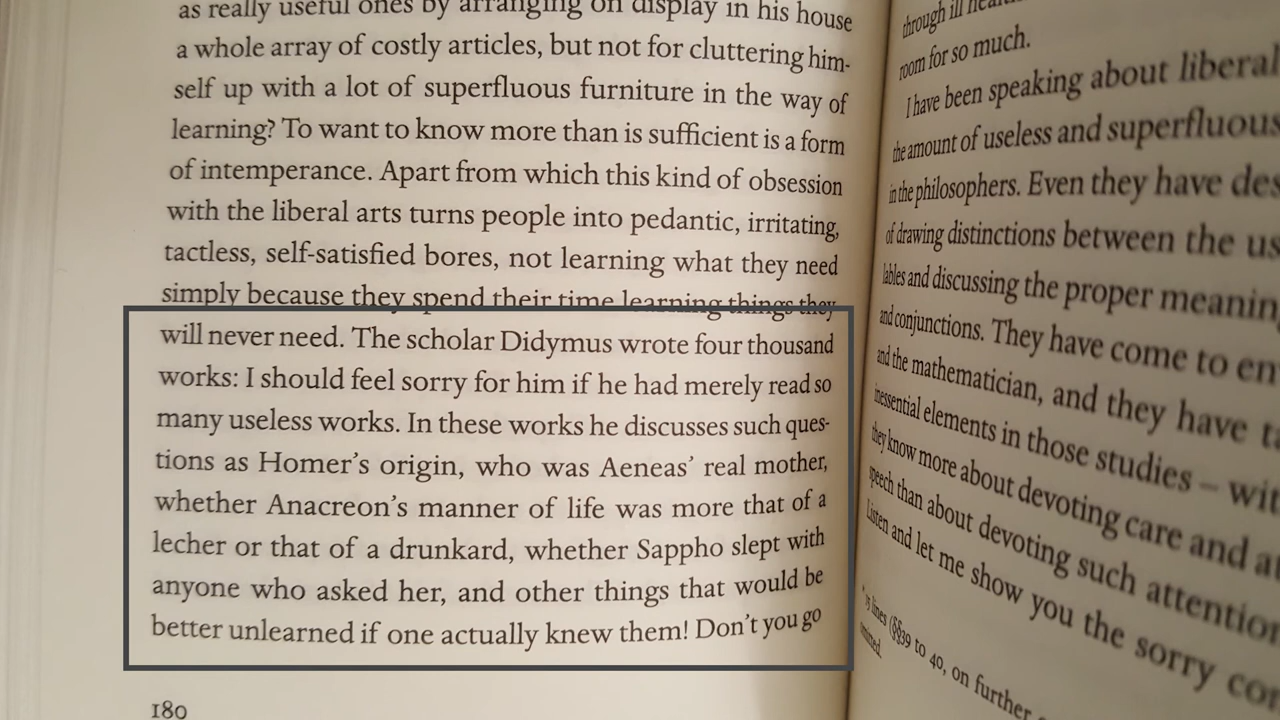 as really useful ones by arranging on display in his house
a whole array of costly articles, but not for cluttering him-
self up with a lot of superfluous furniture in the way of
learning? To want to know more than is sufficient is a form
of intemperance. Apart from which this kind of obsession
with the liberal arts turns people into pedantic, irritating,
tactless, self-satisfied bores, not learning what they need
simply because they spend their time learning things they
will never need. The scholar Didymus wrote four thousand
works: I should feel sorry for him if he had merely read so
many useless works. In these works he discusses such ques-
tions as Homer's origin, who was Aeneas' real mother,
whether Anacreon's manner of life was more that of a
lecher or that of a drunkard, whether Sappho slept with
anyone who asked her, and other things that would be
better unlearned if one actually knew them! Don't you go
180
through ill
room for so much.
I have been speaking about liberal
the amount of useless and superfluous
in the philosophers. Even they have
of drawing distinctions between the
and discussing the proper
and conjunctions. They have come to
and the mathematician, and they have
inessential elements in those studies –
they know more about devoting care and
speech than about devoting such
Listen and let me show you the sorry
lines (§§39 to 40, on further
omitted.